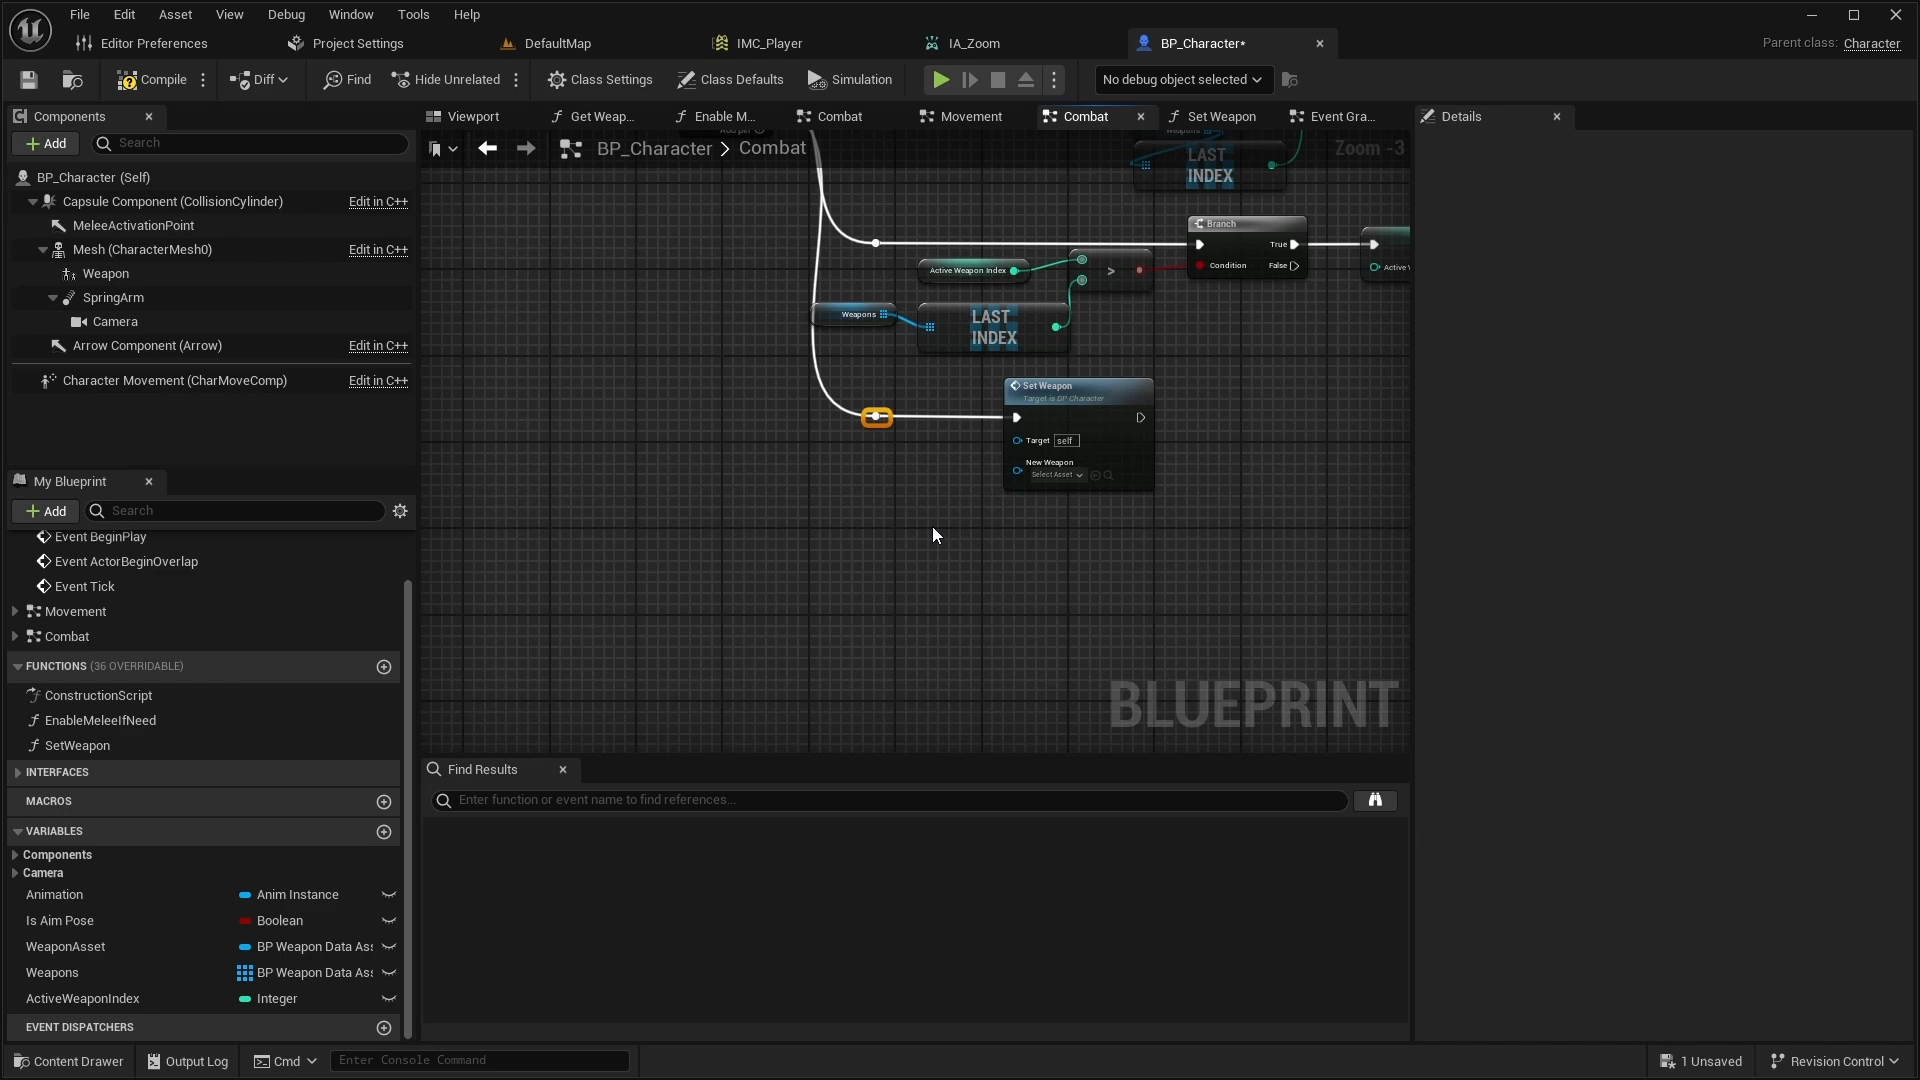 File Edit Asset View Debug Window Tools Help
Editor Preferences Project Settings DefaultMap IMC_Player IA_Zoom BP_Character* Parent class: Character
Compile Diff Find Hide Unrelated Class Settings Class Defaults Simulation No debug object selected
Components Viewport Get Weap... Enable M... Combat Movement Combat Set Weapon Event Gra... Details
Add Search
BP_Character > Combat Zoom -3
BP_Character (Self)
Capsule Component (CollisionCylinder) Edit in C++
MeleeActivationPoint
Mesh (CharacterMesh0) Edit in C++
Weapon
SpringArm
Camera
Arrow Component (Arrow) Edit in C++
Character Movement (CharMoveComp) Edit in C++
LAST
INDEX
Branch
True
Condition False
Active Weapon Index
>
Weapons
LAST
INDEX
Set Weapon
Target is BP Character
Target self
New Weapon
Select Asset
BLUEPRINT
My Blueprint
Add Search
Event BeginPlay
Event ActorBeginOverlap
Event Tick
Movement
Combat
FUNCTIONS (36 OVERRIDABLE)
ConstructionScript
EnableMeleeIfNeed
SetWeapon
INTERFACES
MACROS
VARIABLES
Components
Camera
Animation Anim Instance
Is Aim Pose Boolean
WeaponAsset BP Weapon Data Ass
Weapons BP Weapon Data Ass
ActiveWeaponIndex Integer
EVENT DISPATCHERS
Find Results
Enter function or event name to find references...
Content Drawer Output Log Cmd Enter Console Command 1 Unsaved Revision Control